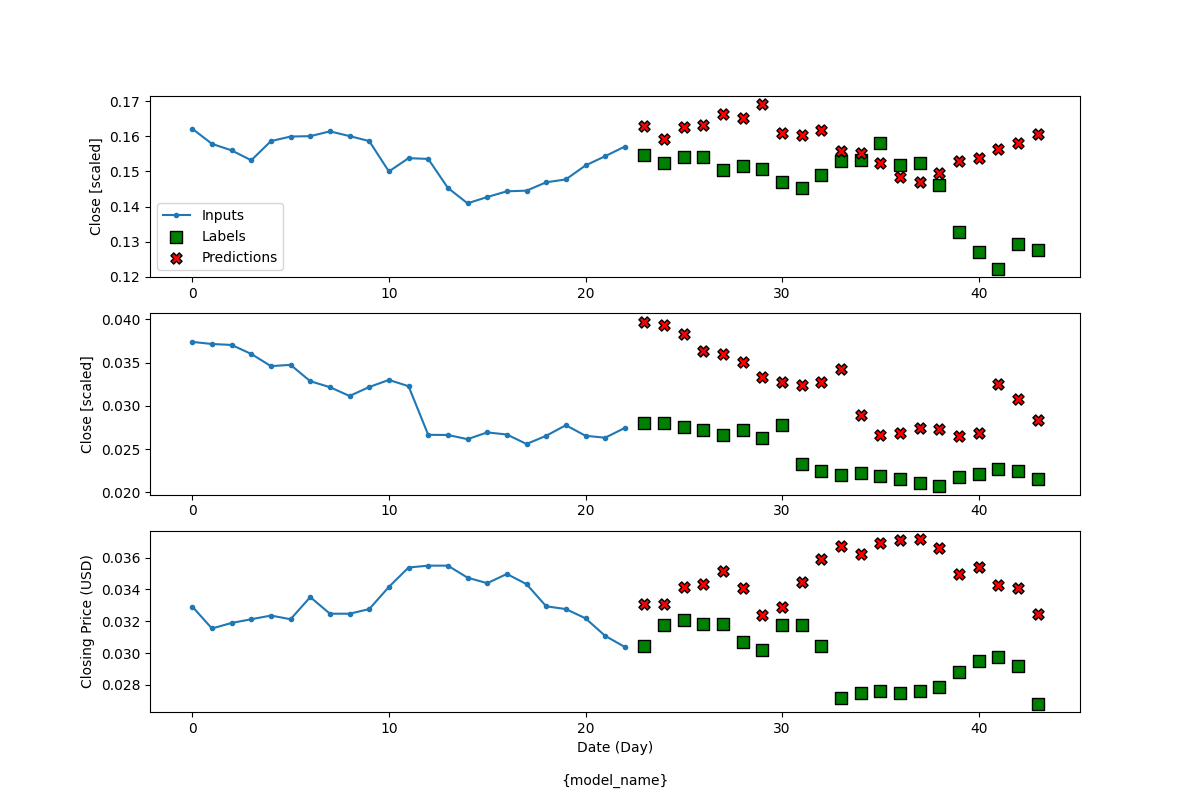 0.17
0.16
0.15
0.14
0.13
0.12
Close [scaled]
Inputs
Labels
Predictions
0 10 20 30 40
0.040
0.035
0.030
0.025
0.020
Close [scaled]
0 10 20 30 40
0.036
0.034
0.032
0.030
0.028
Closing Price (USD)
0 10 20 30 40
Date (Day)
{model_name}